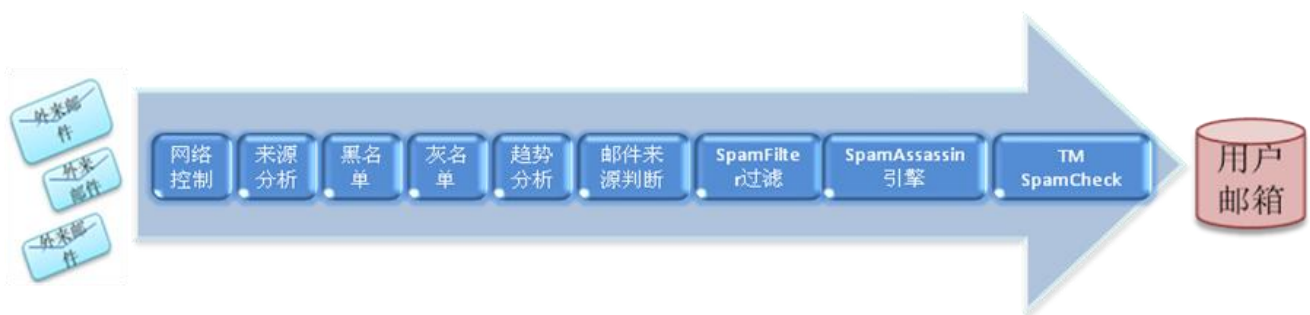 外来邮
件
外来
邮件
外来邮
件
网络
控制
来源
分析
黑名
单
灰名
单
趋势
分析
邮件来
源判断
SpamFilte
r过滤
SpamAssassin
引擎
TM
SpamCheck
用户
邮箱